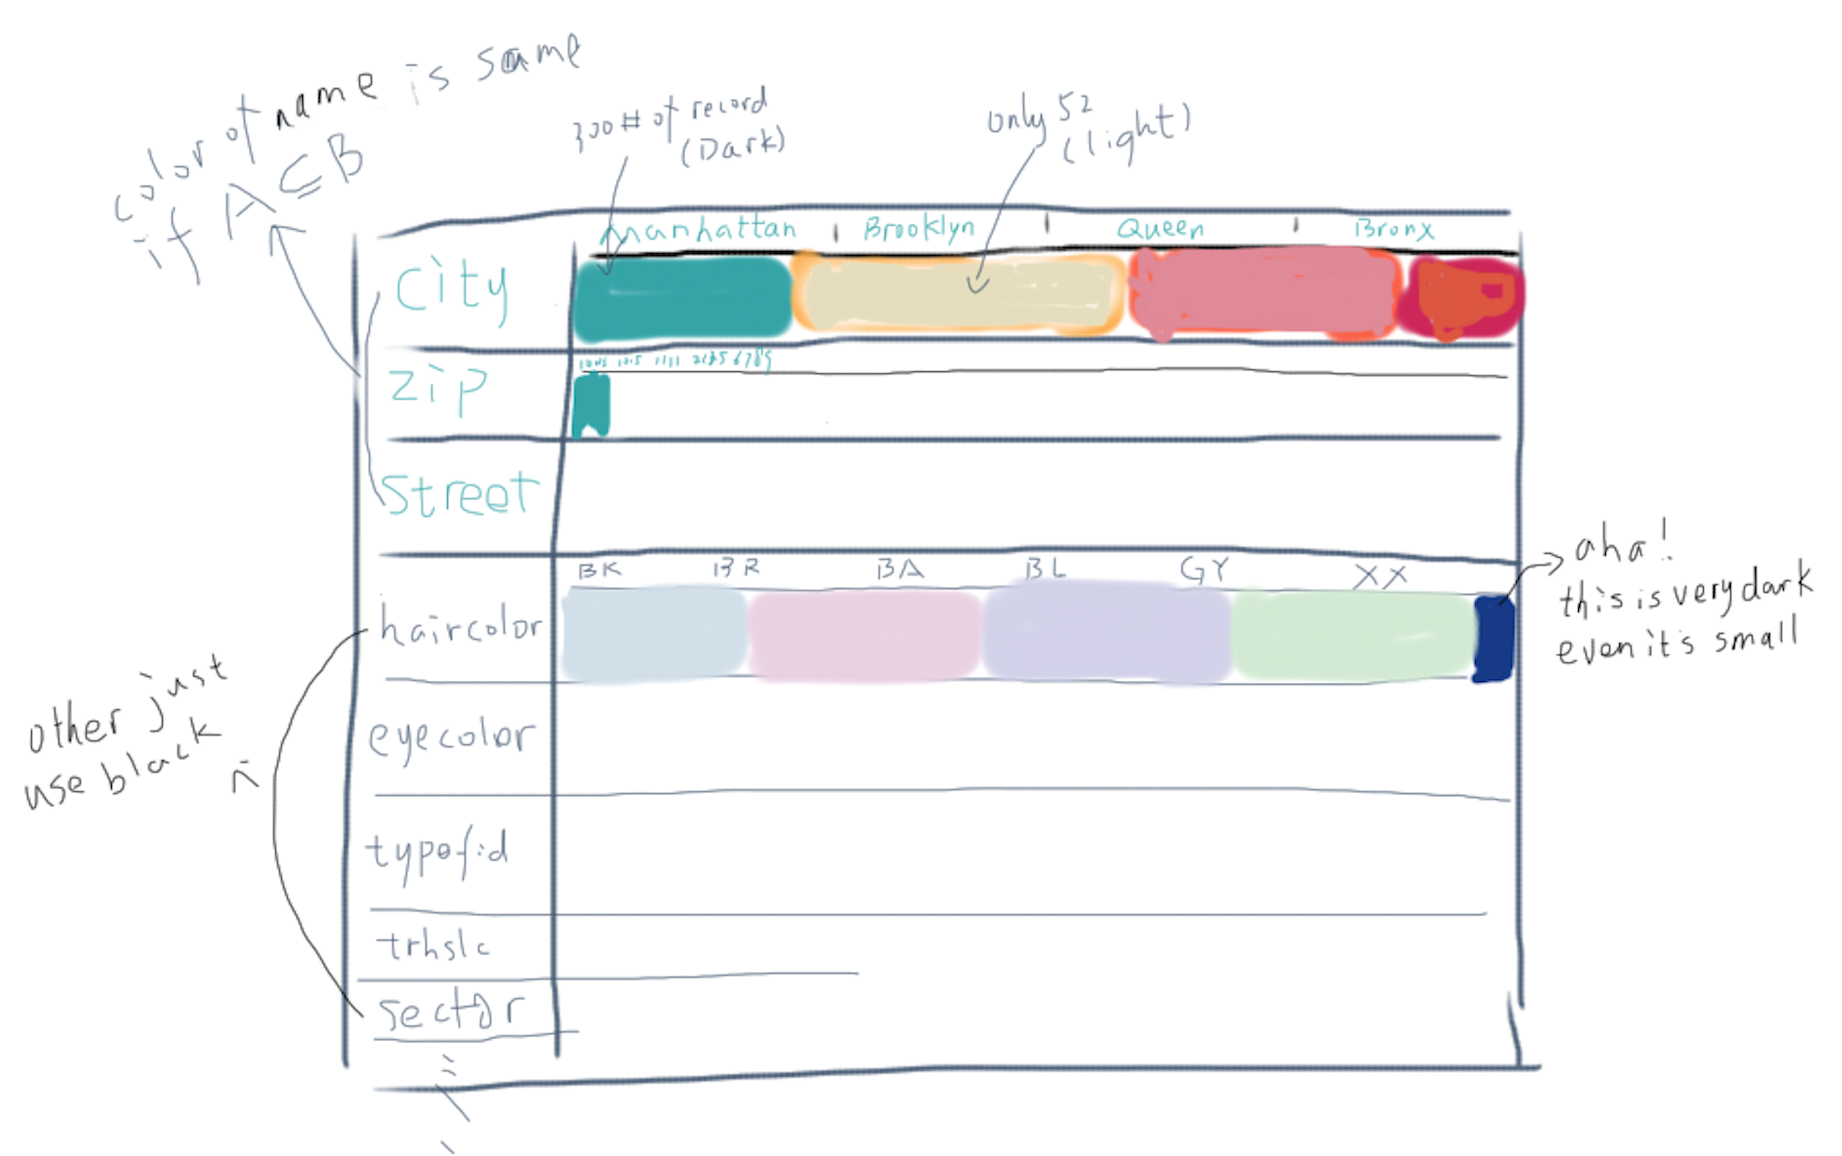 color of name is same
if A ⊆ B
300 # of record
(Dark)
only 52
(light)
manhattan | Brooklyn | Queen | Bronx
City
zip
Street
BK BR BA BL GY XX
haircolor
aha!
this is very dark
even it's small
other just
use black
eyecolor
typofid
trhslc
sector